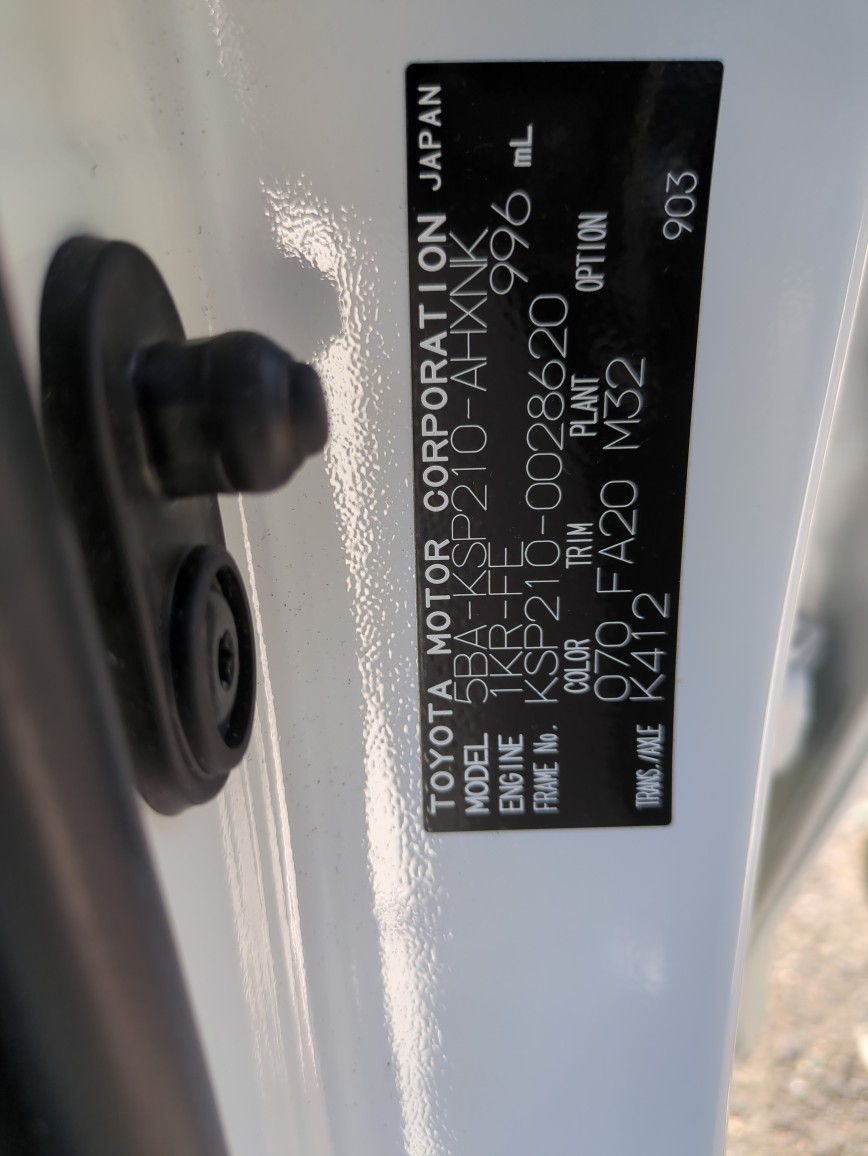 TOYOTA MOTOR CORPORATION JAPAN
MODEL 5BA-KSP210-AHXNK
ENGINE 1KR-FE 996 mL
FRAME No. KSP210-0028620
COLOR TRIM PLANT OPTION
070 FA20 M32
TRANS./AXLE K412
903